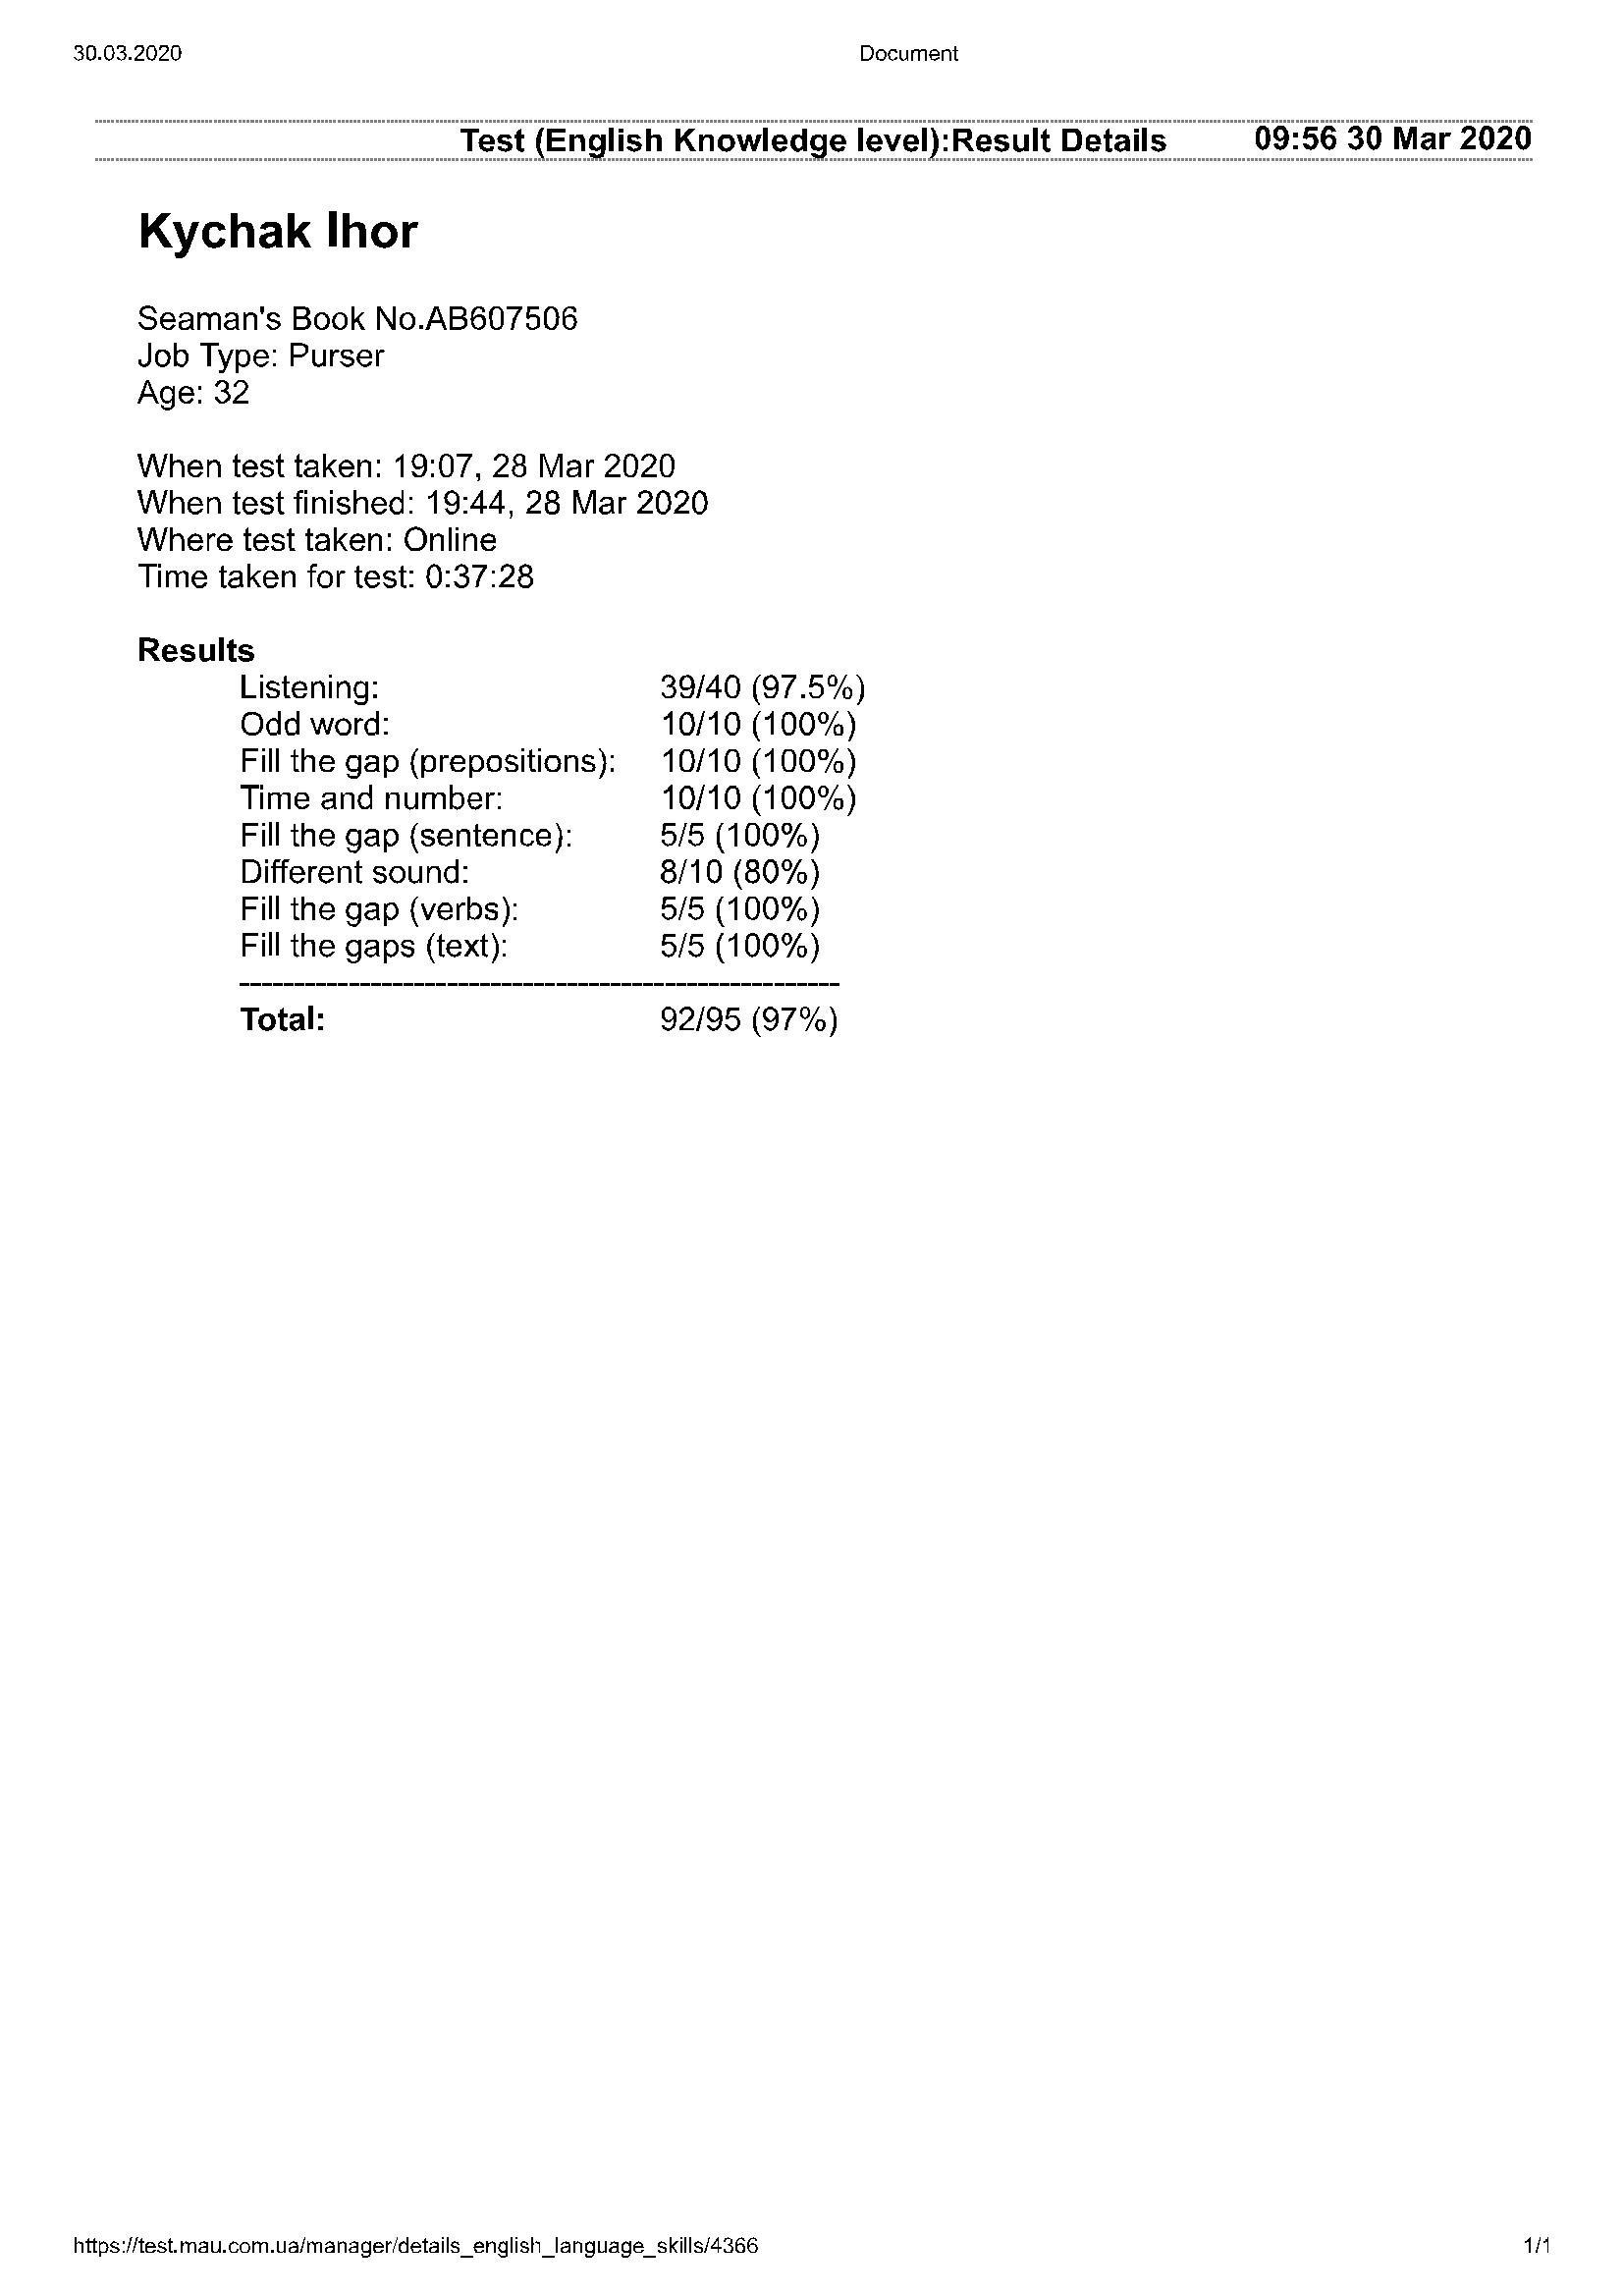 30.03.2020 Document
Test (English Knowledge level):Result Details 09:56 30 Mar 2020
Kychak Ihor
Seaman's Book No.AB607506
Job Type: Purser
Age: 32
When test taken: 19:07, 28 Mar 2020
When test finished: 19:44, 28 Mar 2020
Where test taken: Online
Time taken for test: 0:37:28
Results
Listening: 39/40 (97.5%)
Odd word: 10/10 (100%)
Fill the gap (prepositions): 10/10 (100%)
Time and number: 10/10 (100%)
Fill the gap (sentence): 5/5 (100%)
Different sound: 8/10 (80%)
Fill the gap (verbs): 5/5 (100%)
Fill the gaps (text): 5/5 (100%)
-------------------------------------------------------
Total: 92/95 (97%)
https://test.mau.com.ua/manager/details_english_language_skills/4366 1/1